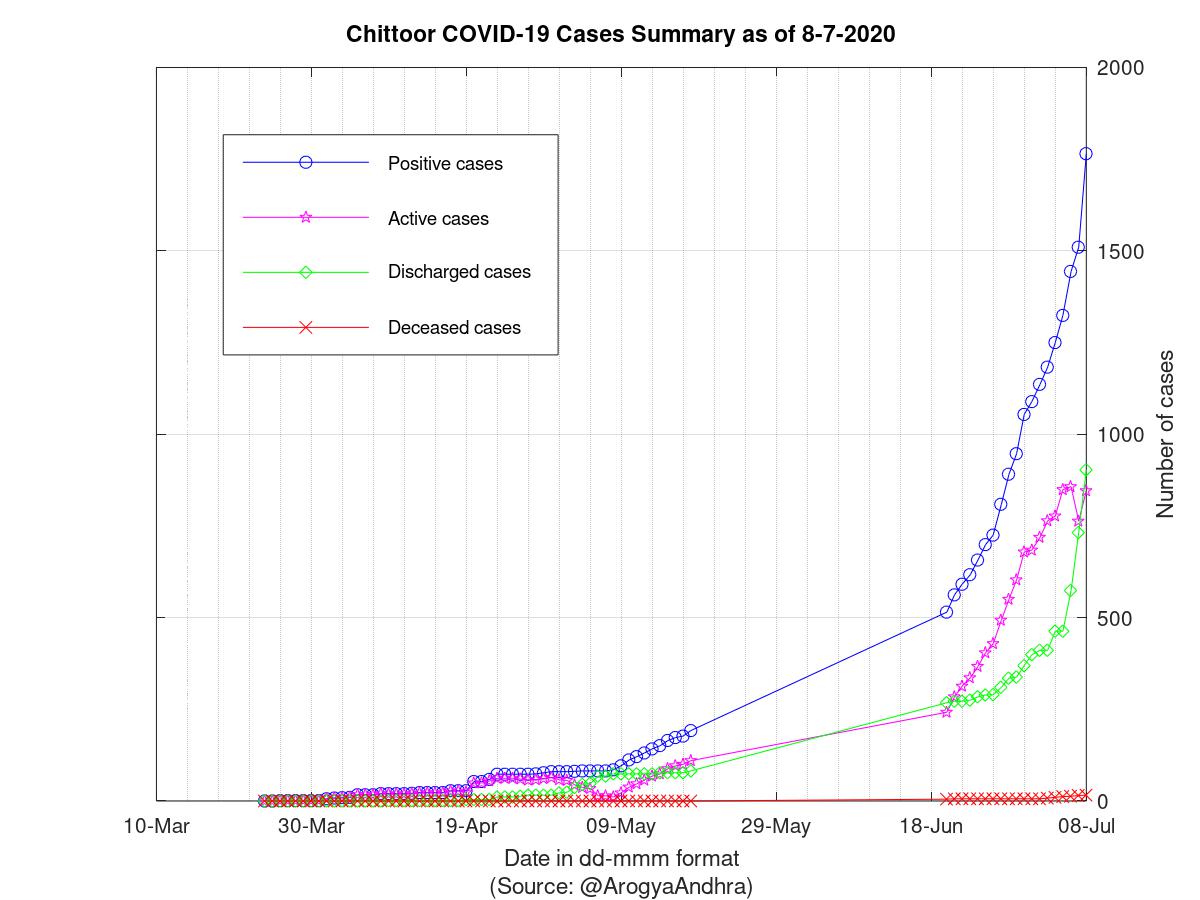 Chittoor COVID-19 Cases Summary as of 8-7-2020
Positive cases
Active cases
Discharged cases
Deceased cases
2000
1500
1000
500
0
Number of cases
10-Mar 30-Mar 19-Apr 09-May 29-May 18-Jun 08-Jul
Date in dd-mmm format
(Source: @ArogyaAndhra)